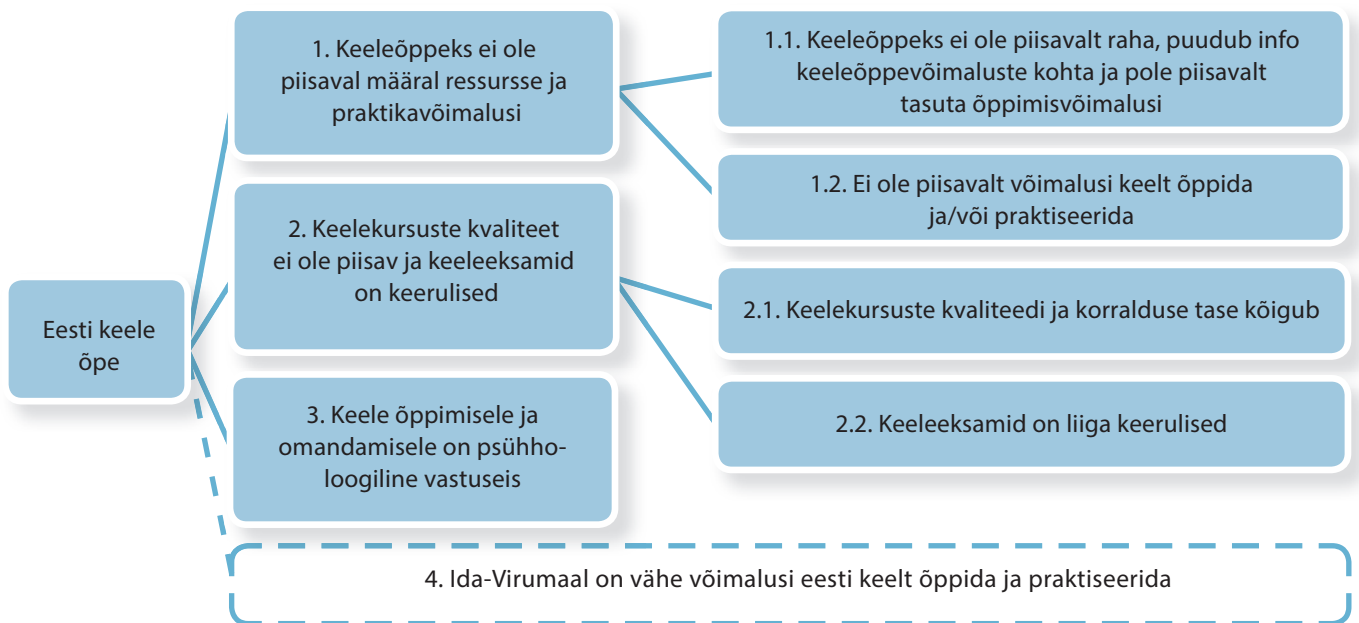 Eesti keele
õpe
1. Keeleõppeks ei ole
piisaval määral ressursse ja
praktikavõimalusi
1.1. Keeleõppeks ei ole piisavalt raha, puudub info
keeleõppevõimaluste kohta ja pole piisavalt
tasuta õppimisvõimalusi
1.2. Ei ole piisavalt võimalusi keelt õppida
ja/või praktiseerida
2. Keelekursuste kvaliteet
ei ole piisav ja keeleeksamid
on keerulised
2.1. Keelekursuste kvaliteedi ja korralduse tase kõigub
2.2. Keeleeksamid on liiga keerulised
3. Keele õppimisele ja
omandamisele on psühho-
loogiline vastuseis
4. Ida-Virumaal on vähe võimalusi eesti keelt õppida ja praktiseerida